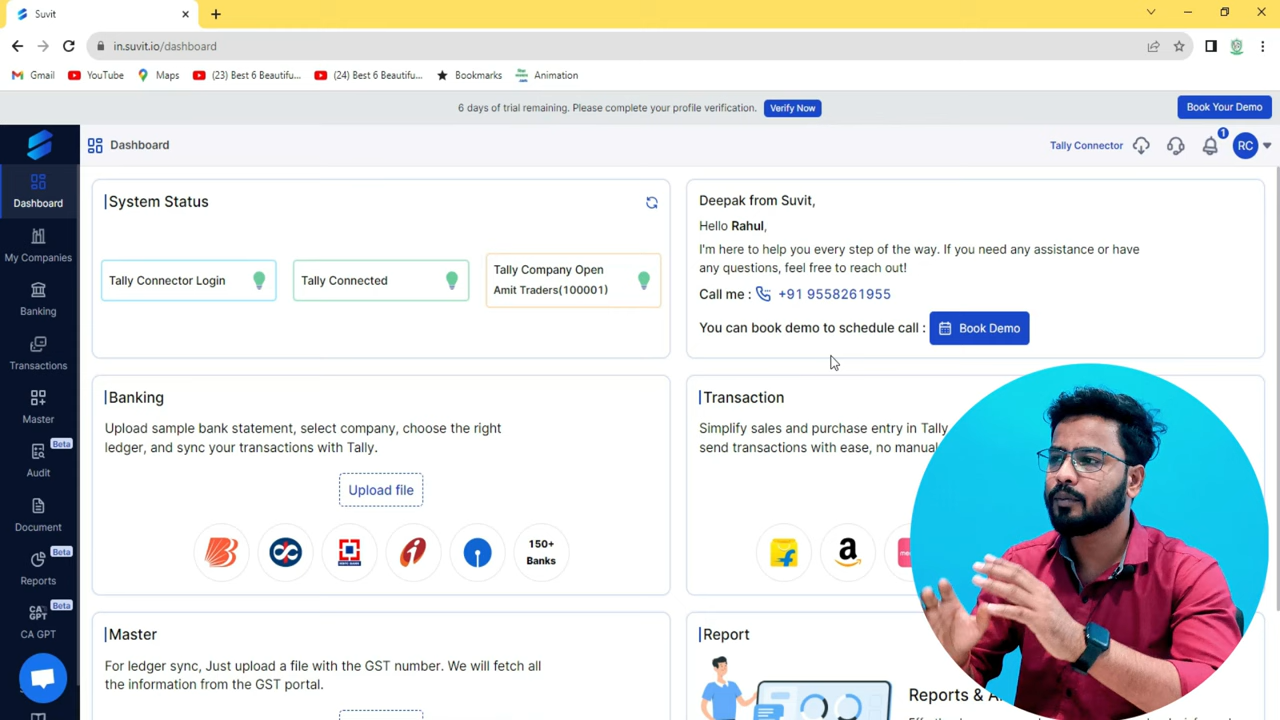 Suvit
in.suvit.io/dashboard
Gmail
YouTube
Maps
(23) Best 6 Beautifu...
(24) Best 6 Beautifu...
Bookmarks
Animation
6 days of trial remaining. Please complete your profile verification.
Verify Now
Book Your Demo
Dashboard
Tally Connector
1
RC
Dashboard
My Companies
Banking
Transactions
Master
Beta
Audit
Document
Beta
Reports
Beta
CA GPT
System Status
Tally Connector Login
Tally Connected
Tally Company Open
Amit Traders(100001)
Deepak from Suvit,
Hello Rahul,
I'm here to help you every step of the way. If you need any assistance or have
any questions, feel free to reach out!
Call me : +91 9558261955
You can book demo to schedule call :
Book Demo
Banking
Upload sample bank statement, select company, choose the right
ledger, and sync your transactions with Tally.
Upload file
150+
Banks
Transaction
Simplify sales and purchase entry in Tally
send transactions with ease, no manual
Master
For ledger sync, Just upload a file with the GST number. We will fetch all
the information from the GST portal.
Report
Reports &